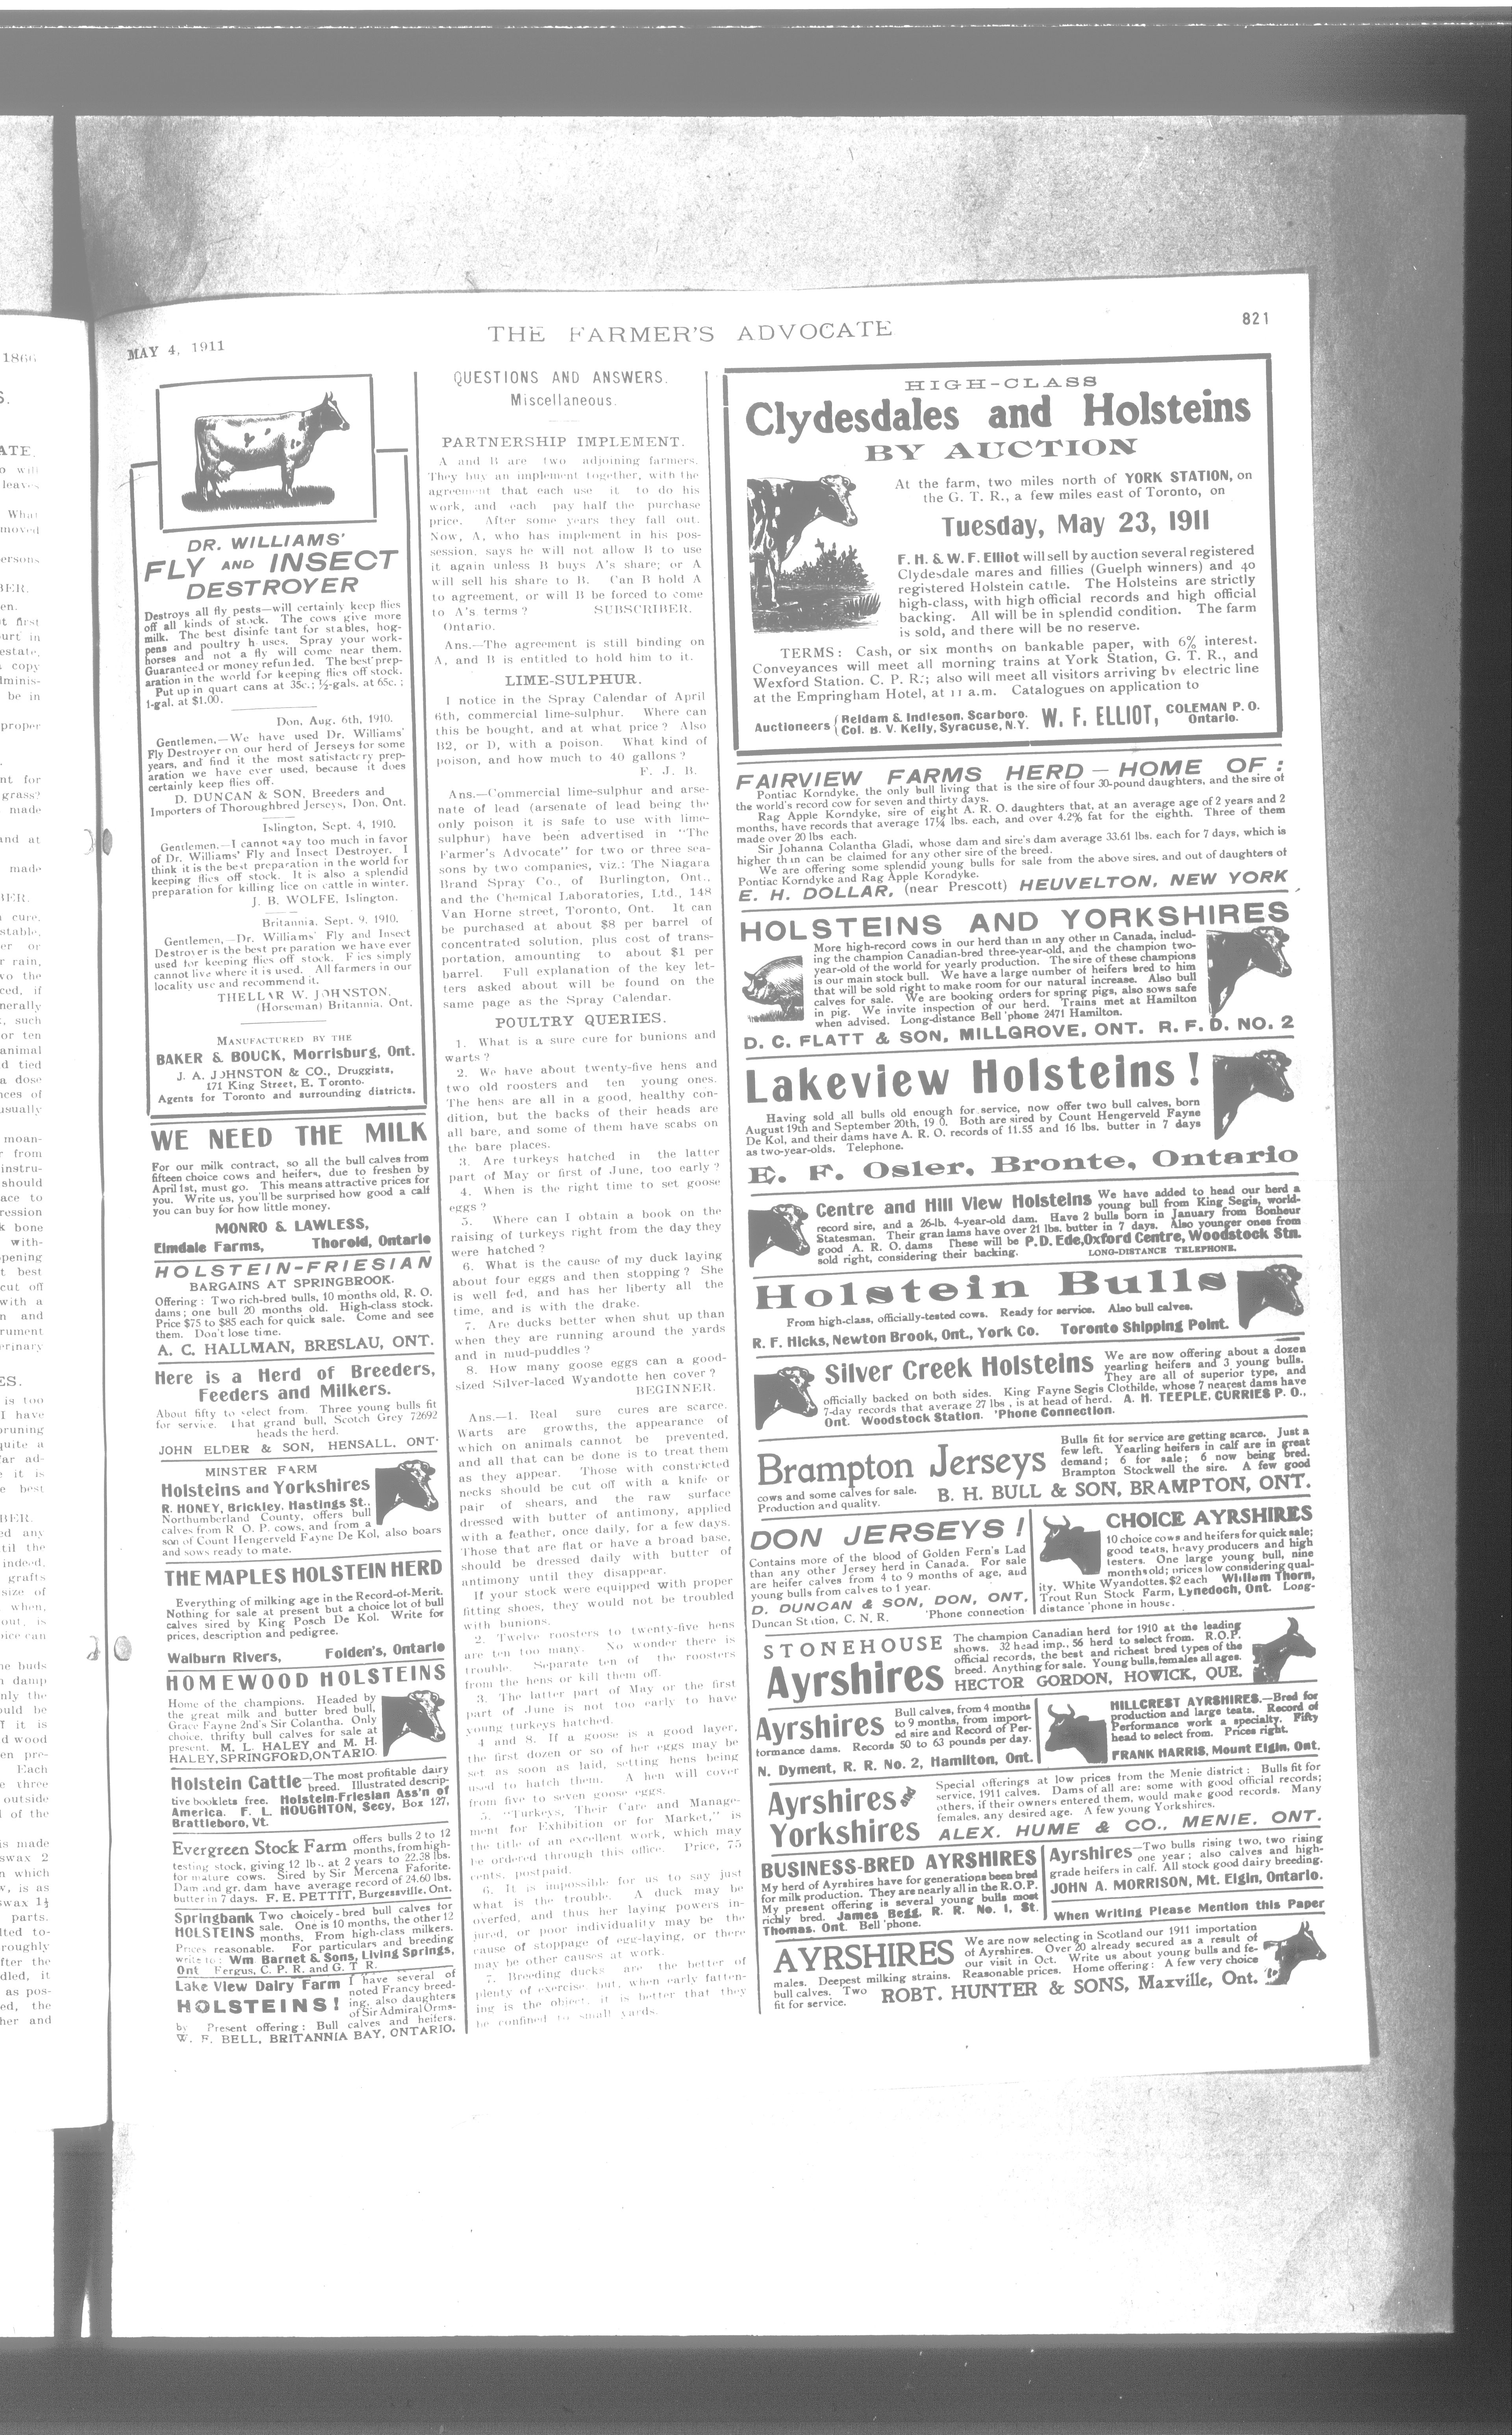 MAY 4, 1911
THE FARMER'S ADVOCATE
821
DR. WILLIAMS'
FLY AND INSECT
DESTROYER
Destroys all fly pests—will certainly keep flies
off all kinds of stock. The cows give more
milk. The best disinfe tant for stables, hog-
pens and poultry h uses. Spray your work-
horses and not a fly will come near them.
Guaranteed or money refunded. The best prep-
aration in the world for keeping flies off stock.
Put up in quart cans at 35c.; ½-gals. at 65c.;
1-gal. at $1.00.
Don, Aug. 6th, 1910.
Gentlemen,—We have used Dr. Williams'
Fly Destroyer on our herd of Jerseys for some
years, and find it the most satisfactory prep-
aration we have ever used, because it does
certainly keep flies off.
D. DUNCAN & SON, Breeders and
Importers of Thoroughbred Jerseys, Don, Ont.
Islington, Sept. 4, 1910.
Gentlemen.—I cannot say too much in favor
of Dr. Williams' Fly and Insect Destroyer. I
think it is the best preparation in the world for
keeping flies off stock. It is also a splendid
preparation for killing lice on cattle in winter.
J. B. WOLFE, Islington.
Britannia, Sept. 9, 1910.
Gentlemen,—Dr. Williams' Fly and Insect
Destroyer is the best preparation we have ever
used for keeping flies off stock. F ies simply
cannot live where it is used. All farmers in our
locality use and recommend it.
THELLAR W. JOHNSTON,
(Horseman) Britannia, Ont.
MANUFACTURED BY THE
BAKER & BOUCK, Morrisburg, Ont.
J. A. JOHNSTON & CO., Druggists,
171 King Street, E. Toronto.
Agents for Toronto and surrounding districts.
WE NEED THE MILK
For our milk contract, so all the bull calves from
fifteen choice cows and heifers, due to freshen by
April 1st, must go. This means attractive prices for
you. Write us, you'll be surprised how good a calf
you can buy for how little money.
MONRO & LAWLESS,
Elmdale Farms, Thorold, Ontario
HOLSTEIN-FRIESIAN
BARGAINS AT SPRINGBROOK.
Offering: Two rich-bred bulls, 10 months old, R. O.
dams; one bull 20 months old. High-class stock.
Price $75 to $85 each for quick sale. Come and see
them. Don't lose time.
A. C. HALLMAN, BRESLAU, ONT.
Here is a Herd of Breeders,
Feeders and Milkers.
About fifty to select from. Three young bulls fit
for service. That grand bull, Scotch Grey 72692
heads the herd.
JOHN ELDER & SON, HENSALL, ONT.
MINSTER FARM
Holsteins and Yorkshires
R. HONEY, Brickley, Hastings St.,
Northumberland County, offers bull
calves from R O. P. cows, and from a
son of Count Hengerveld Fayne De Kol, also boars
and sows ready to mate.
THE MAPLES HOLSTEIN HERD
Everything of milking age in the Record-of-Merit.
Nothing for sale at present but a choice lot of bull
calves sired by King Posch De Kol. Write for
prices, description and pedigree.
Walburn Rivers, Folden's, Ontario
HOMEWOOD HOLSTEINS
Home of the champions. Headed by
the great milk and butter bred bull,
Grace Fayne 2nd's Sir Colantha. Only
choice, thrifty bull calves for sale at
present. M. L. HALEY and M. H.
HALEY, SPRINGFORD, ONTARIO.
Holstein Cattle—The most profitable dairy
breed. Illustrated descrip-
tive booklets free. Holstein-Friesian Ass'n of
America. F. L. HOUGHTON, Secy, Box 127,
Brattleboro, Vt.
Evergreen Stock Farm offers bulls 2 to 12
months, from high-
testing stock, giving 12 lbs. at 2 years to 22.38 lbs.
for mature cows. Sired by Sir Mercena Faforite.
Dam and gr. dam have average record of 24.60 lbs.
butter in 7 days. F. E. PETTIT, Burgessville, Ont.
Springbank Two choicely-bred bull calves for
HOLSTEINS sale. One is 10 months, the other 12
months. From high-class milkers.
Prices reasonable. For particulars and breeding
write to: Wm Barnet & Sons, Living Springs,
Ont Fergus, C. P. R. and G. T R.
Lake View Dairy Farm I have several of
noted Francy breed-
HOLSTEINS! ing, also daughters
of Sir Admiral Orms-
by Present offering: Bull calves and heifers.
W. F. BELL, BRITANNIA BAY, ONTARIO.
QUESTIONS AND ANSWERS.
Miscellaneous.
PARTNERSHIP IMPLEMENT.
A and B are two adjoining farmers.
They buy an implement together, with the
agreement that each use it to do his
work, and each pay half the purchase
price. After some years they fall out.
Now, A, who has implement in his pos-
session, says he will not allow B to use
it again unless B buys A's share; or A
will sell his share to B. Can B hold A
to agreement, or will B be forced to come
to A's terms? SUBSCRIBER.
Ontario.
Ans.—The agreement is still binding on
A, and B is entitled to hold him to it.
LIME-SULPHUR.
I notice in the Spray Calendar of April
6th, commercial lime-sulphur. Where can
this be bought, and at what price? Also
B2, or D, with a poison. What kind of
poison, and how much to 40 gallons?
F. J. B.
Ans.—Commercial lime-sulphur and arse-
nate of lead (arsenate of lead being the
only poison it is safe to use with lime-
sulphur) have been advertised in "The
Farmer's Advocate" for two or three sea-
sons by two companies, viz.: The Niagara
Brand Spray Co., of Burlington, Ont.,
and the Chemical Laboratories, Ltd., 148
Van Horne street, Toronto, Ont. It can
be purchased at about $8 per barrel of
concentrated solution, plus cost of trans-
portation, amounting to about $1 per
barrel. Full explanation of the key let-
ters asked about will be found on the
same page as the Spray Calendar.
POULTRY QUERIES.
1. What is a sure cure for bunions and
warts?
2. We have about twenty-five hens and
two old roosters and ten young ones.
The hens are all in a good, healthy con-
dition, but the backs of their heads are
all bare, and some of them have scabs on
the bare places.
3. Are turkeys hatched in the latter
part of May or first of June, too early?
4. When is the right time to set goose
eggs?
5. Where can I obtain a book on the
raising of turkeys right from the day they
were hatched?
6. What is the cause of my duck laying
about four eggs and then stopping? She
is well fed, and has her liberty all the
time, and is with the drake.
7. Are ducks better when shut up than
when they are running around the yards
and in mud-puddles?
8. How many goose eggs can a good-
sized Silver-laced Wyandotte hen cover?
BEGINNER.
Ans.—1. Real sure cures are scarce.
Warts are growths, the appearance of
which on animals cannot be prevented,
and all that can be done is to treat them
as they appear. Those with constricted
necks should be cut off with a knife or
pair of shears, and the raw surface
dressed with butter of antimony, applied
with a feather, once daily, for a few days.
Those that are flat or have a broad base,
should be dressed daily with butter of
antimony until they disappear.
If your stock were equipped with proper
fitting shoes, they would not be troubled
with bunions.
2. Twelve roosters to twenty-five hens
are ten too many. No wonder there is
trouble. Separate ten of the roosters
from the hens or kill them off.
3. The latter part of May or the first
part of June is not too early to have
young turkeys hatched.
4 and 8. If a goose is a good layer,
the first dozen or so of her eggs may be
set as soon as laid, setting hens being
used to hatch them. A hen will cover
from five to seven goose eggs.
5. "Turkeys, Their Care and Manage-
ment for Exhibition or for Market," is
the title of an excellent work, which may
be ordered through this office. Price, 75
cents, postpaid.
6. It is impossible for us to say just
what is the trouble. A duck may be
overfed, and thus her laying powers in-
jured, or poor individuality may be the
cause of stoppage of egg-laying, or there
may be other causes at work.
7. Breeding ducks are the better of
plenty of exercise, but, when early fatten-
ing is the object, it is better that they
be confined to small yards.
HIGH-CLASS
Clydesdales and Holsteins
BY AUCTION
At the farm, two miles north of YORK STATION, on
the G. T. R., a few miles east of Toronto, on
Tuesday, May 23, 1911
F. H. & W. F. Elliot will sell by auction several registered
Clydesdale mares and fillies (Guelph winners) and 40
registered Holstein cattle. The Holsteins are strictly
high-class, with high official records and high official
backing. All will be in splendid condition. The farm
is sold, and there will be no reserve.
TERMS: Cash, or six months on bankable paper, with 6% interest.
Conveyances will meet all morning trains at York Station, G. T. R., and
Wexford Station. C. P. R.; also will meet all visitors arriving by electric line
at the Empringham Hotel, at 11 a.m. Catalogues on application to
Auctioneers { Beldam & Indleson, Scarboro.
Col. B. V. Kelly, Syracuse, N.Y. W. F. ELLIOT, COLEMAN P. O.
Ontario.
FAIRVIEW FARMS HERD—HOME OF:
Pontiac Korndyke, the only bull living that is the sire of four 30-pound daughters, and the sire of
the world's record cow for seven and thirty days.
Rag Apple Korndyke, sire of eight A. R. O. daughters that, at an average age of 2 years and 2
months, have records that average 17¼ lbs. each, and over 4.2% fat for the eighth. Three of them
made over 20 lbs each.
Sir Johanna Colantha Gladi, whose dam and sire's dam average 33.61 lbs. each for 7 days, which is
higher than can be claimed for any other sire of the breed.
We are offering some splendid young bulls for sale from the above sires, and out of daughters of
Pontiac Korndyke and Rag Apple Korndyke.
E. H. DOLLAR, (near Prescott) HEUVELTON, NEW YORK
HOLSTEINS AND YORKSHIRES
More high-record cows in our herd than in any other in Canada, includ-
ing the champion Canadian-bred three-year-old, and the champion two-
year-old of the world for yearly production. The sire of these champions
is our main stock bull. We have a large number of heifers bred to him
that will be sold right to make room for our natural increase. Also bull
calves for sale. We are booking orders for spring pigs, also sows safe
in pig. We invite inspection of our herd. Trains met at Hamilton
when advised. Long-distance Bell 'phone 2471 Hamilton.
D. C. FLATT & SON, MILLGROVE, ONT. R. F. D. NO. 2
Lakeview Holsteins!
Having sold all bulls old enough for service, now offer two bull calves, born
August 19th and September 20th, 19 0. Both are sired by Count Hengerveld Fayne
De Kol, and their dams have A. R. O. records of 11.55 and 16 lbs. butter in 7 days
as two-year-olds. Telephone.
E. F. Osler, Bronte, Ontario
Centre and Hill View Holsteins We have added to head our herd a
young bull from King Segis, world-
record sire, and a 26-lb. 4-year-old dam. Have 2 bulls born in January from Bonheur
Statesman. Their gran lams have over 21 lbs. butter in 7 days. Also younger ones from
good A. R. O. dams These will be P. D. Ede, Oxford Centre, Woodstock Stn.
sold right, considering their backing. LONG-DISTANCE TELEPHONE.
Holstein Bulls
From high-class, officially-tested cows. Ready for service. Also bull calves.
R. F. Hicks, Newton Brook, Ont., York Co. Toronto Shipping Point.
Silver Creek Holsteins We are now offering about a dozen
yearling heifers and 3 young bulls.
They are all of superior type, and
officially backed on both sides. King Fayne Segis Clothilde, whose 7 nearest dams have
7-day records that average 27 lbs, is at head of herd. A. H. TEEPLE, CURRIES P. O.,
Ont. Woodstock Station. 'Phone Connection.
Brampton Jerseys Bulls fit for service are getting scarce. Just a
few left. Yearling heifers in calf are in great
demand; 6 for sale; 6 now being bred.
Brampton Stockwell the sire. A few good
cows and some calves for sale.
Production and quality. B. H. BULL & SON, BRAMPTON, ONT.
DON JERSEYS!
Contains more of the blood of Golden Fern's Lad
than any other Jersey herd in Canada. For sale
are heifer calves from 4 to 9 months of age, and
young bulls from calves to 1 year.
D. DUNCAN & SON, DON, ONT.
Duncan Station, C. N. R. 'Phone connection
CHOICE AYRSHIRES
10 choice cows and heifers for quick sale;
good teats, heavy producers and high
testers. One large young bull, nine
months old; prices low considering qual-
ity. White Wyandottes, $2 each William Thorn,
Trout Run Stock Farm, Lynedoch, Ont. Long-
distance 'phone in house.
STONEHOUSE
Ayrshires
The champion Canadian herd for 1910 at the leading
shows. 32 head imp., 56 herd to select from. R.O.P.
official records, the best and richest bred types of the
breed. Anything for sale. Young bulls, females all ages.
HECTOR GORDON, HOWICK, QUE.
Ayrshires Bull calves, from 4 months
to 9 months, from import-
ed sire and Record of Per-
formance dams. Records 50 to 63 pounds per day.
N. Dyment, R. R. No. 2, Hamilton, Ont.
HILLCREST AYRSHIRES.—Bred for
production and large teats. Record of
Performance work a specialty. Fifty
head to select from. Prices right.
FRANK HARRIS, Mount Elgin, Ont.
Ayrshires and
Yorkshires
Special offerings at low prices from the Menie district: Bulls fit for
service, 1911 calves. Dams of all are: some with good official records;
others, if their owners entered them, would make good records. Many
females, any desired age. A few young Yorkshires.
ALEX. HUME & CO., MENIE, ONT.
BUSINESS-BRED AYRSHIRES
My herd of Ayrshires have for generations been bred
for milk production. They are nearly all in the R.O.P.
My present offering is several young bulls most
richly bred. James Begg, R. R. No. 1, St.
Thomas, Ont. Bell 'phone.
Ayrshires—Two bulls rising two, two rising
one year; also calves and high-
grade heifers in calf. All stock good dairy breeding.
JOHN A. MORRISON, Mt. Elgin, Ontario.
When Writing Please Mention this Paper
AYRSHIRES We are now selecting in Scotland our 1911 importation
of Ayrshires. Over 20 already secured as a result of
our visit in Oct. Write us about young bulls and fe-
males. Deepest milking strains. Reasonable prices. Home offering: A few very choice
bull calves. Two
fit for service. ROBT. HUNTER & SONS, Maxville, Ont.